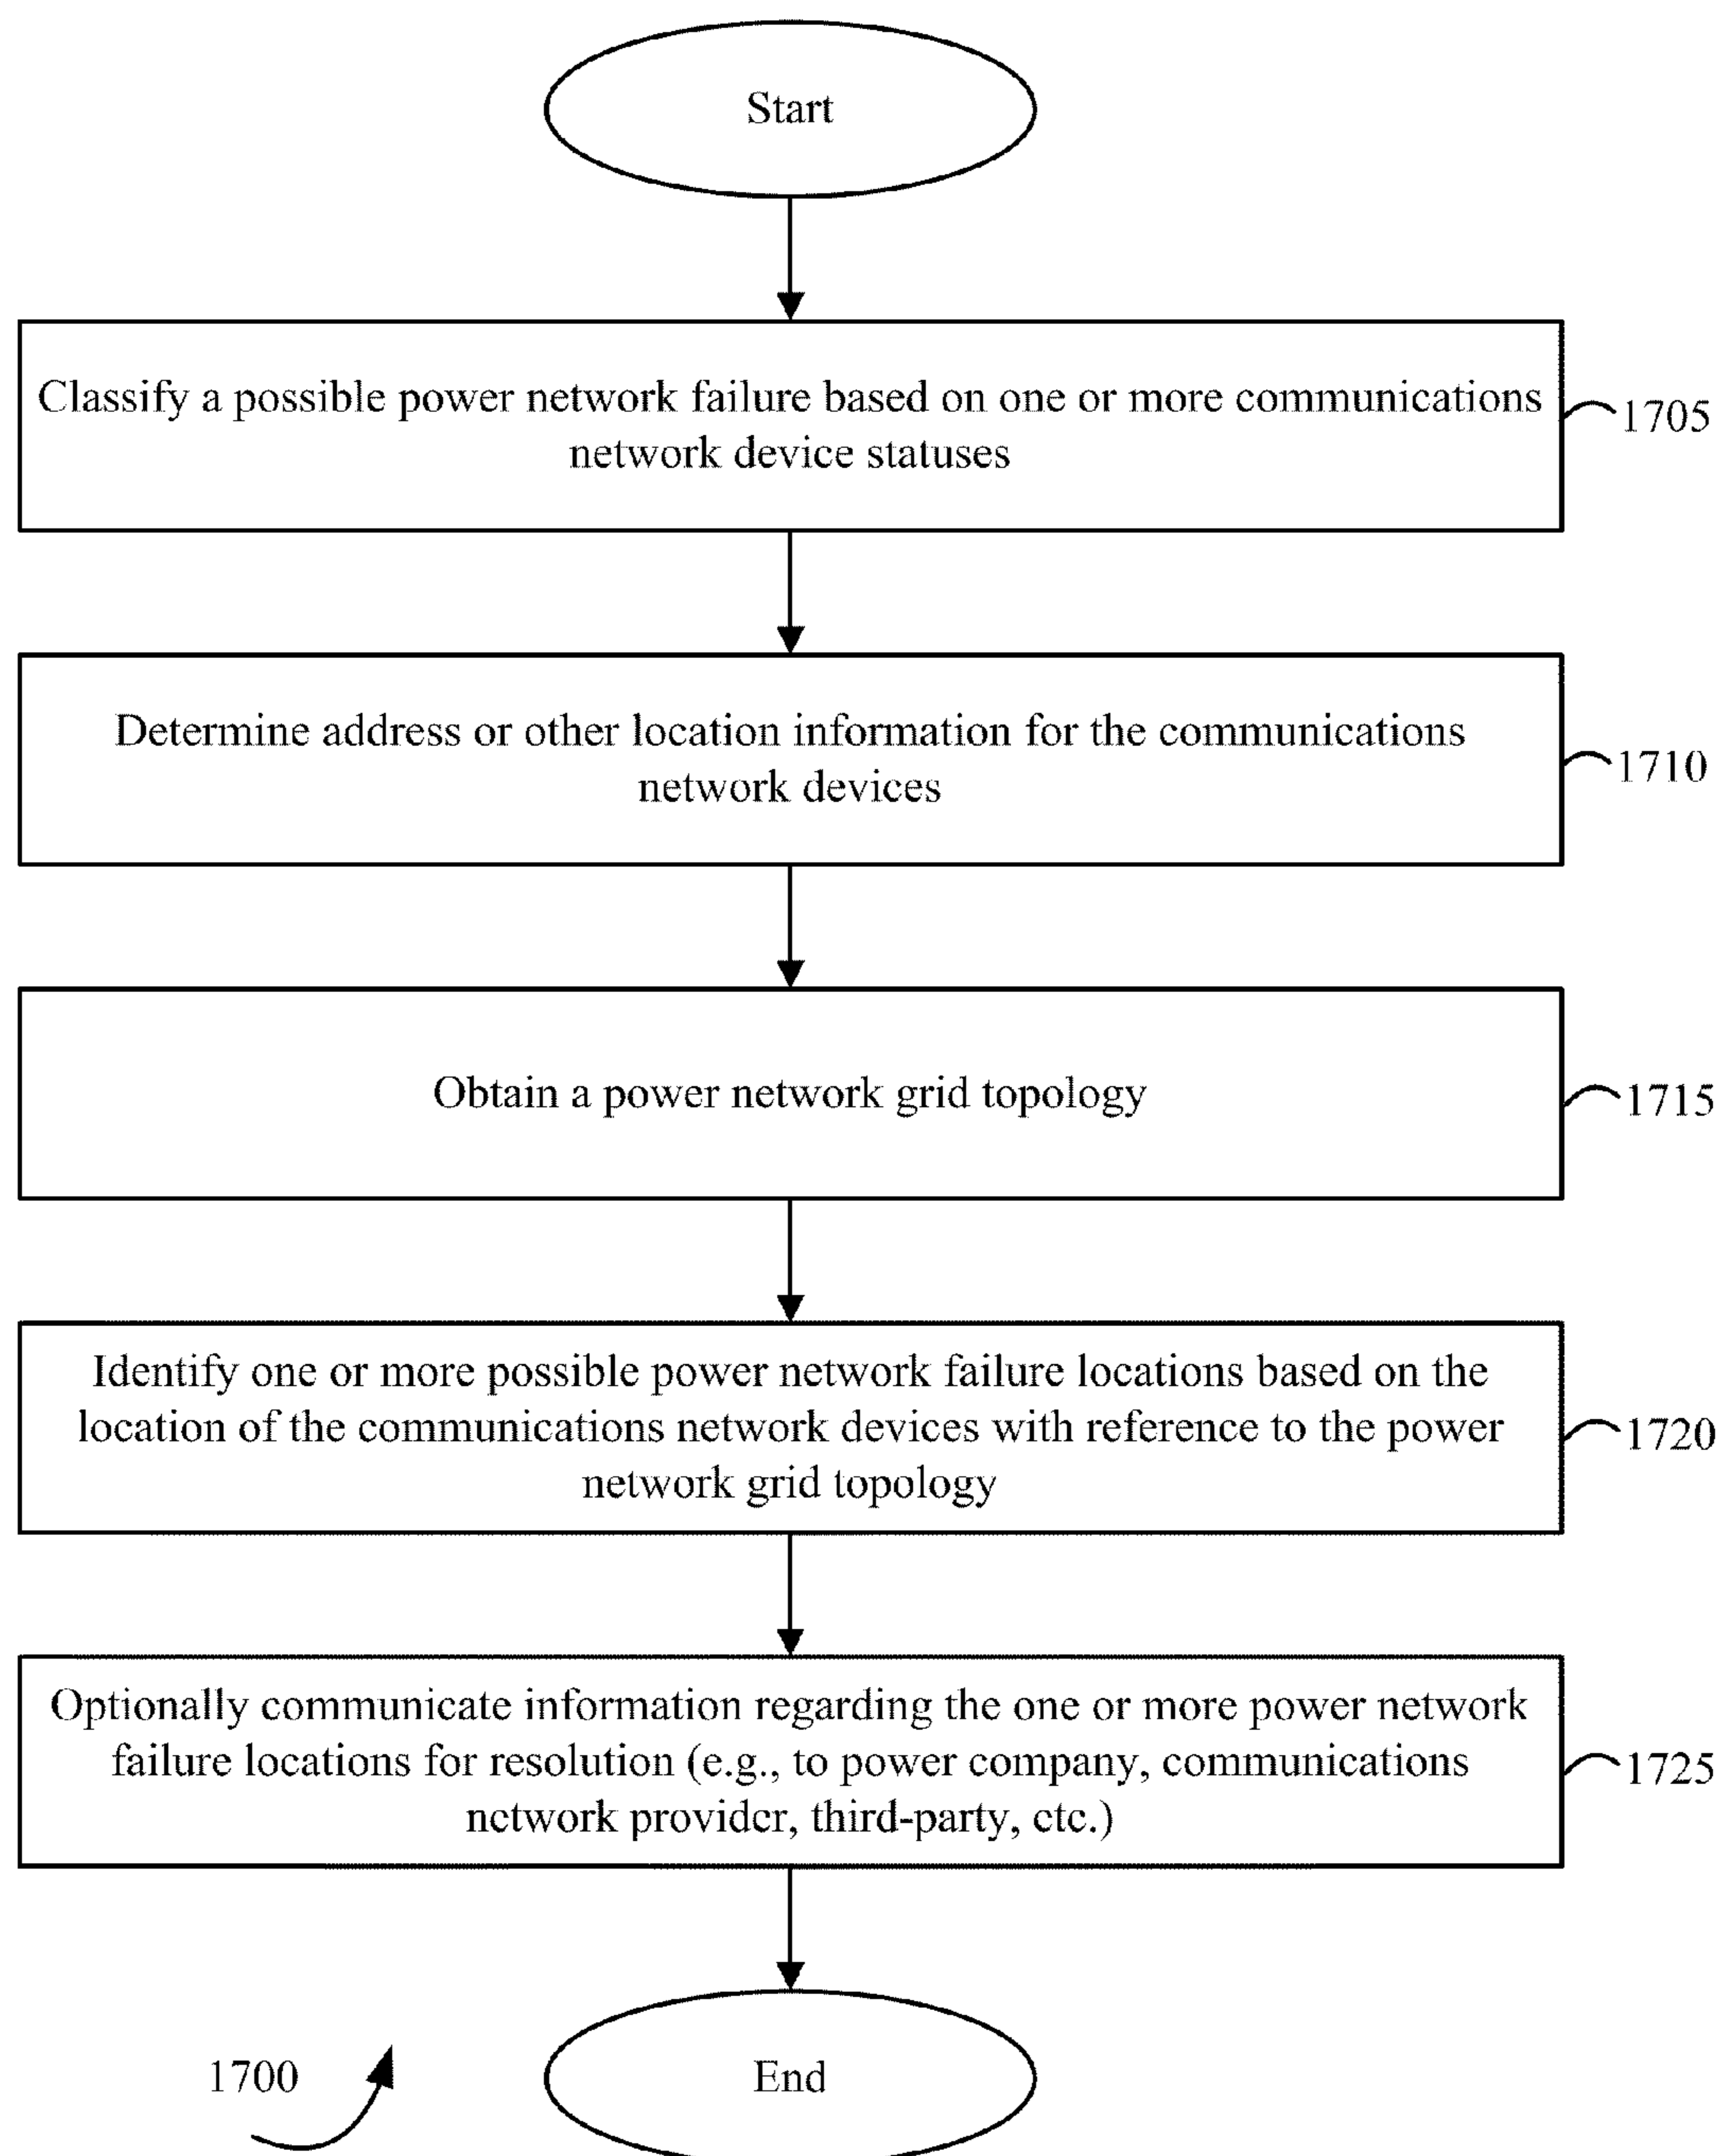 Start
Classify a possible power network failure based on one or more communications
network device statuses
1705
Determine address or other location information for the communications
network devices
1710
Obtain a power network grid topology
1715
Identify one or more possible power network failure locations based on the
location of the communications network devices with reference to the power
network grid topology
1720
Optionally communicate information regarding the one or more power network
failure locations for resolution (e.g., to power company, communications
network provider, third-party, etc.)
1725
1700
End